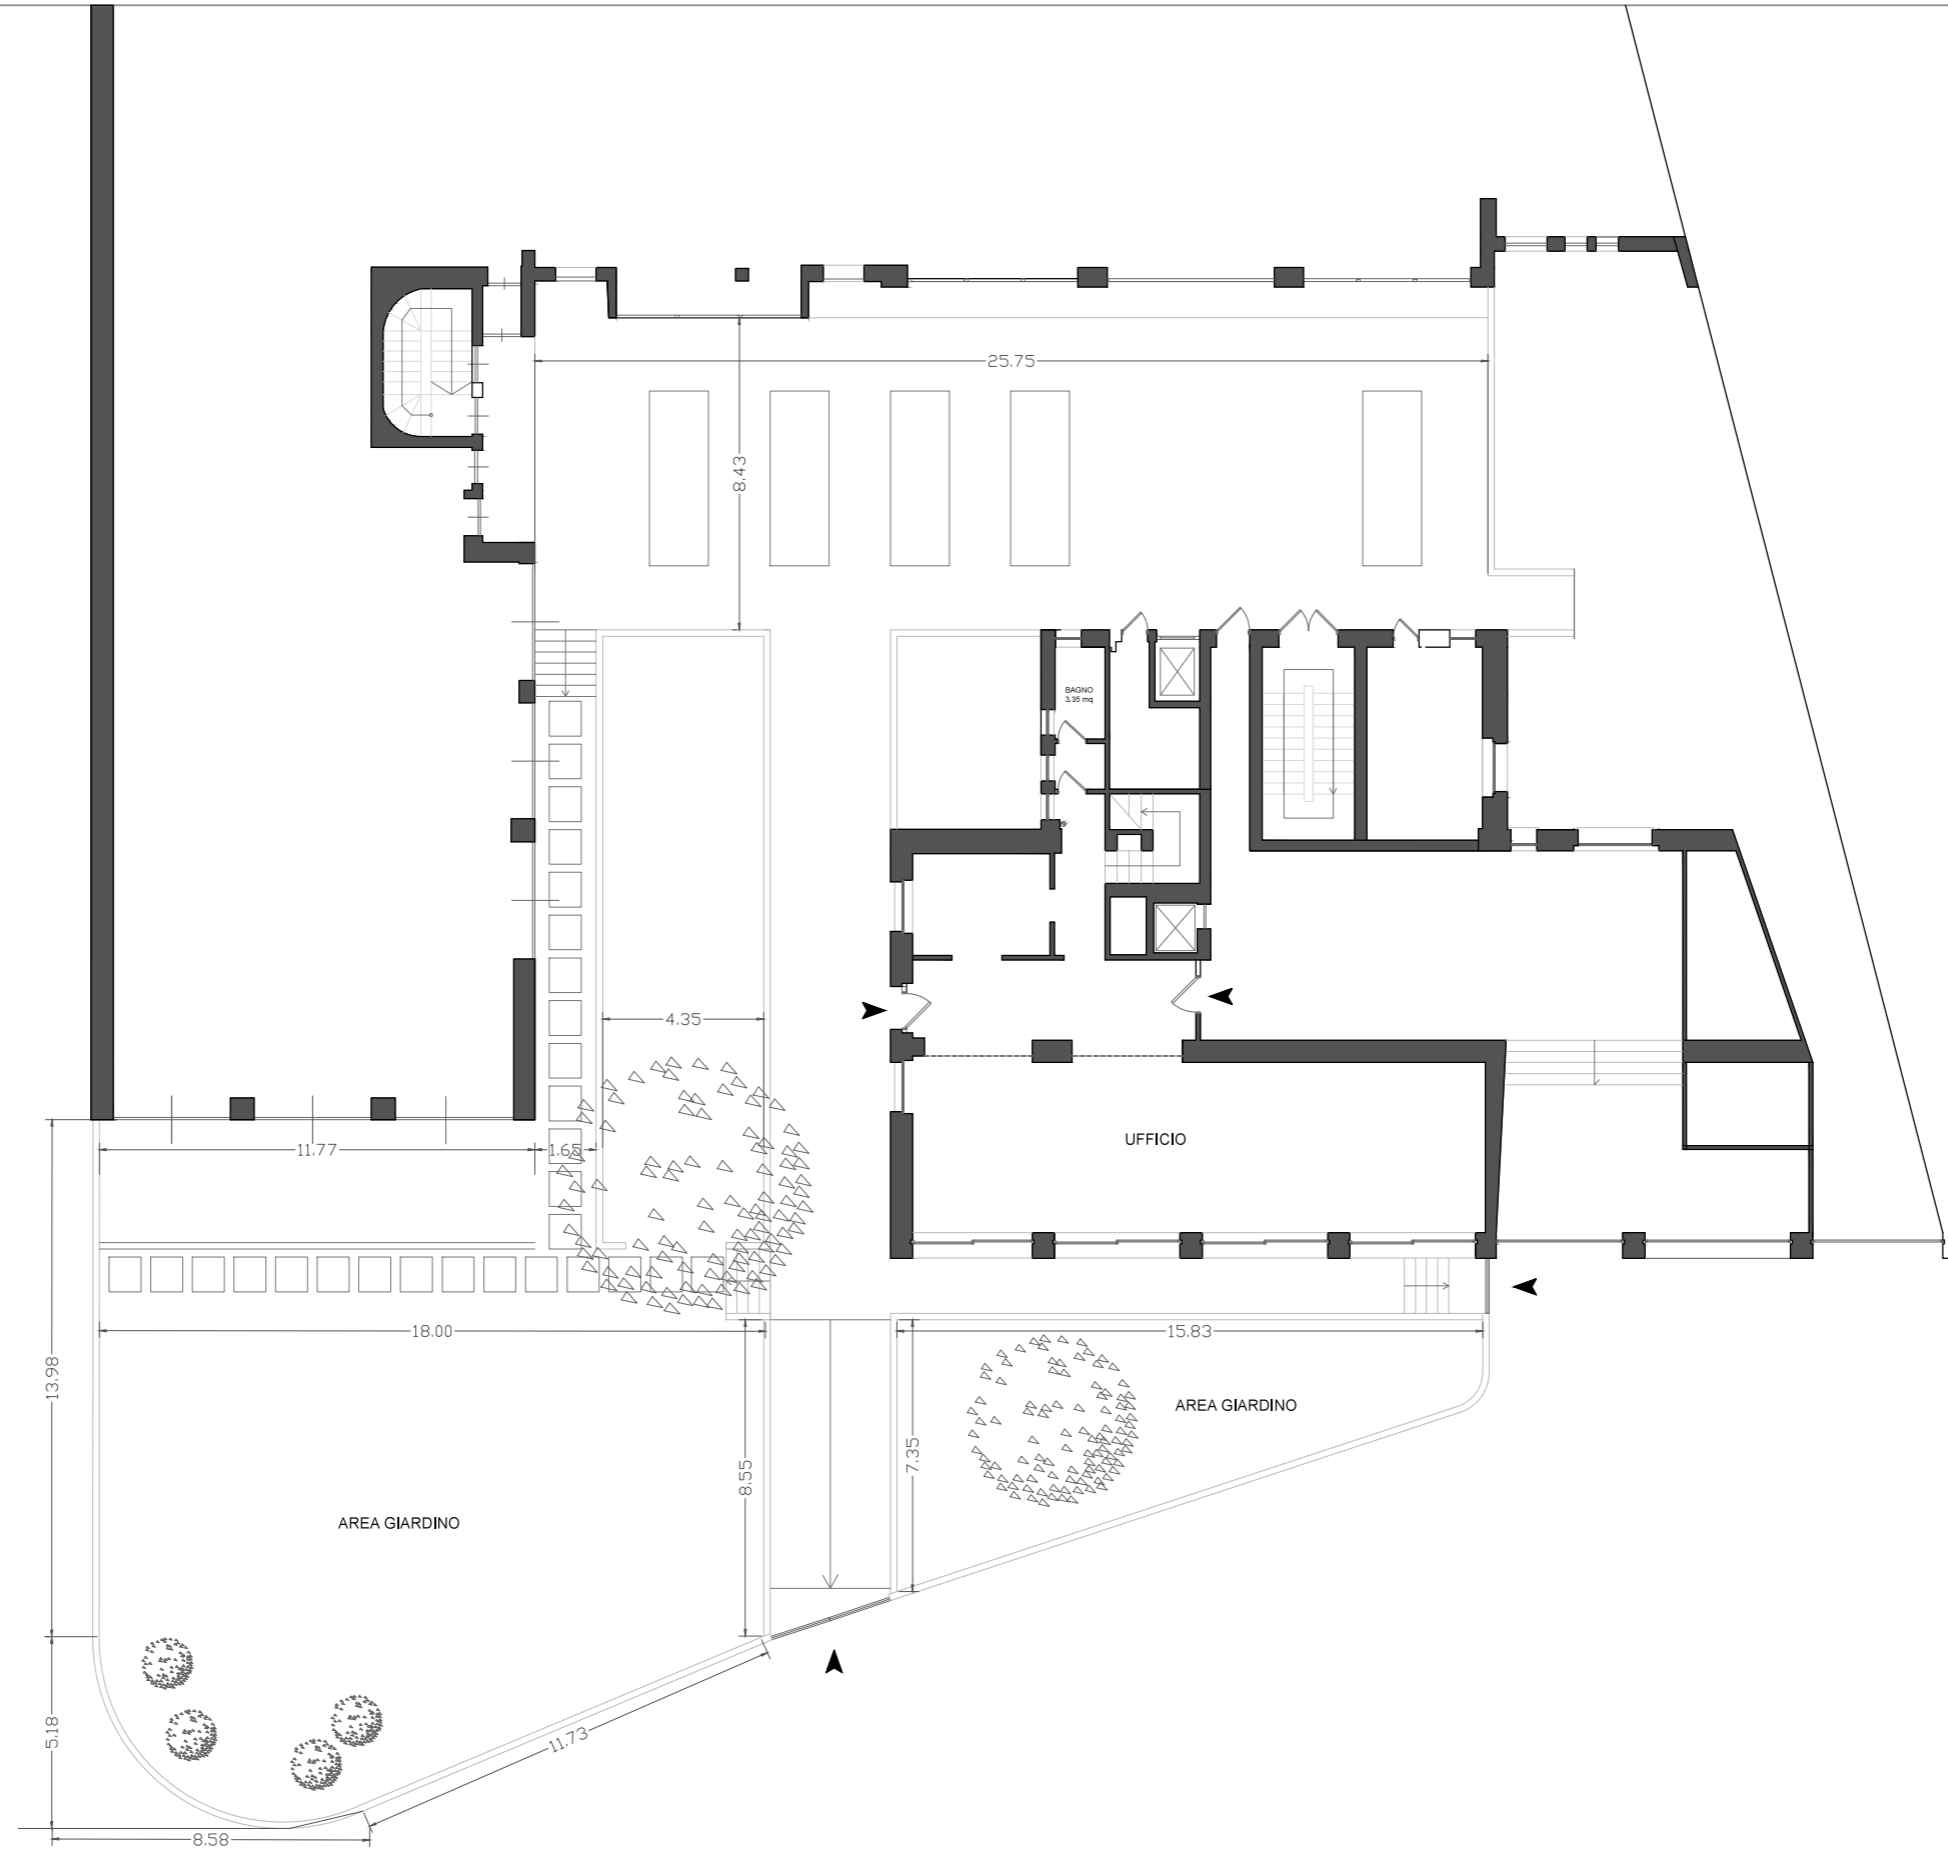 25.75
8.43
BAGNO
3.35 mq
4.35
UFFICIO
11.77
1.65
18.00
15.83
13.98
AREA GIARDINO
7.35
8.55
AREA GIARDINO
5.18
11.73
8.58